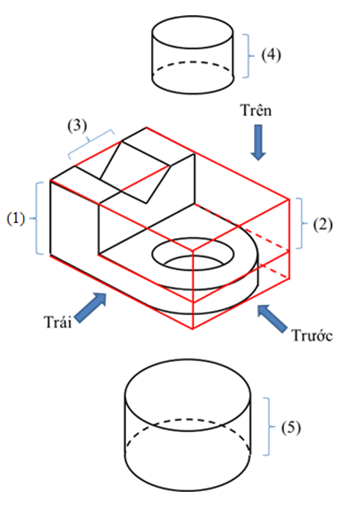 (4)
Trên
(3)
(1)
(2)
Trái
Trước
(5)